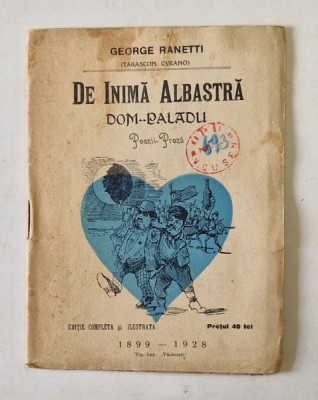 GEORGE RANETTI
(TARASCON, CYRANO)
DE INIMĂ ALBASTRĂ
DOM--PALADU
Poezii-Proză
EDIȚIE COMPLETĂ și ILUSTRATĂ
Prețul 40 lei
1899 — 1928